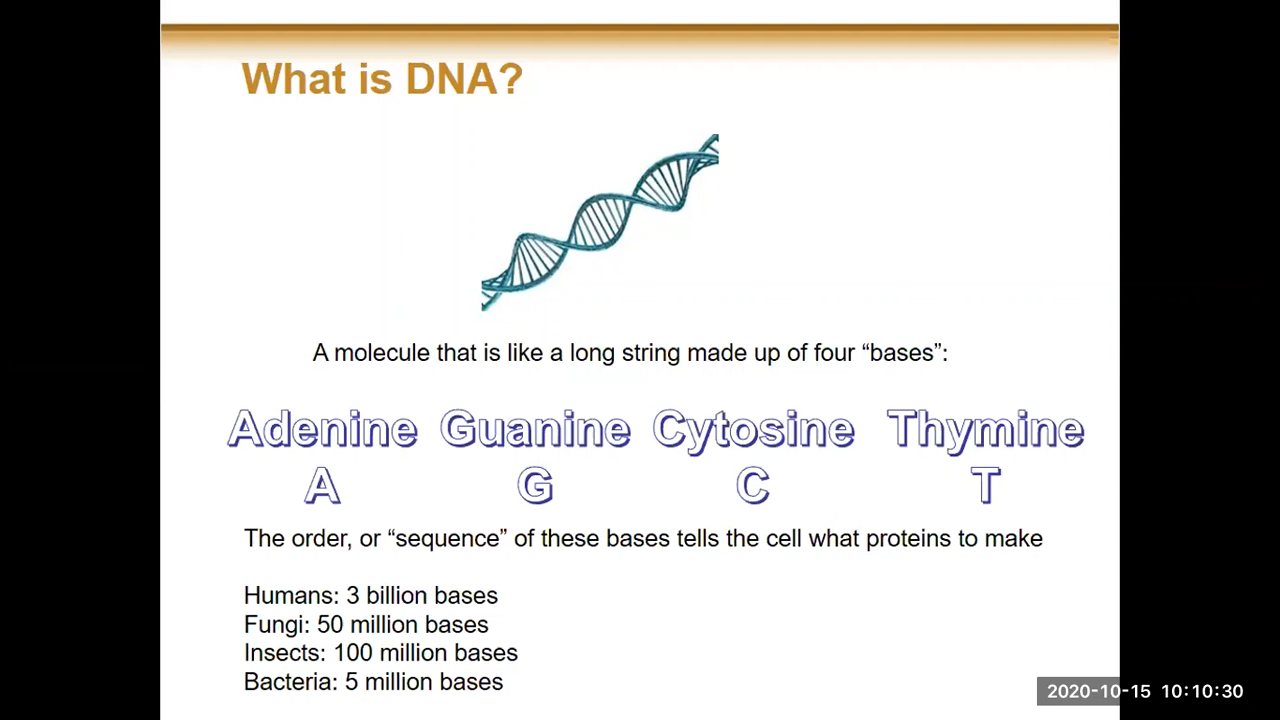 What is DNA?
A molecule that is like a long string made up of four “bases”:
Adenine Guanine Cytosine Thymine
A G C T
The order, or “sequence” of these bases tells the cell what proteins to make
Humans: 3 billion bases
Fungi: 50 million bases
Insects: 100 million bases
Bacteria: 5 million bases
2020-10-15 10:10:30